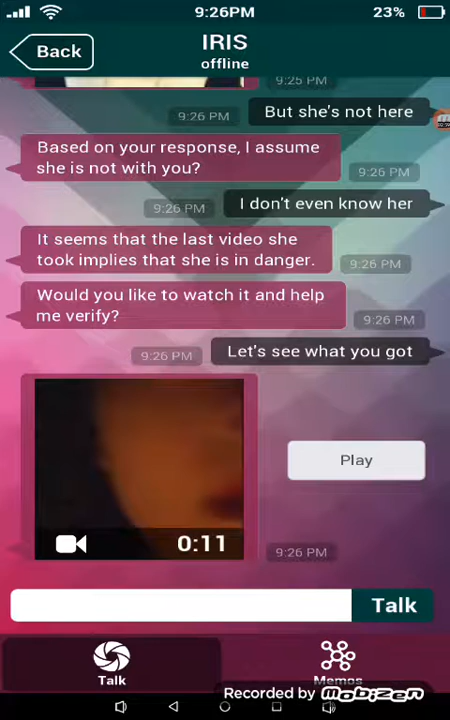 9:26PM
23%
Back
IRIS
offline
9:25 PM
9:26 PM
But she's not here
Based on your response, I assume
she is not with you?
9:26 PM
9:26 PM
I don't even know her
It seems that the last video she
took implies that she is in danger.
9:26 PM
Would you like to watch it and help
me verify?
9:26 PM
9:26 PM
Let's see what you got
Play
0:11
9:26 PM
Talk
Talk
Memos
Recorded by Mobizen